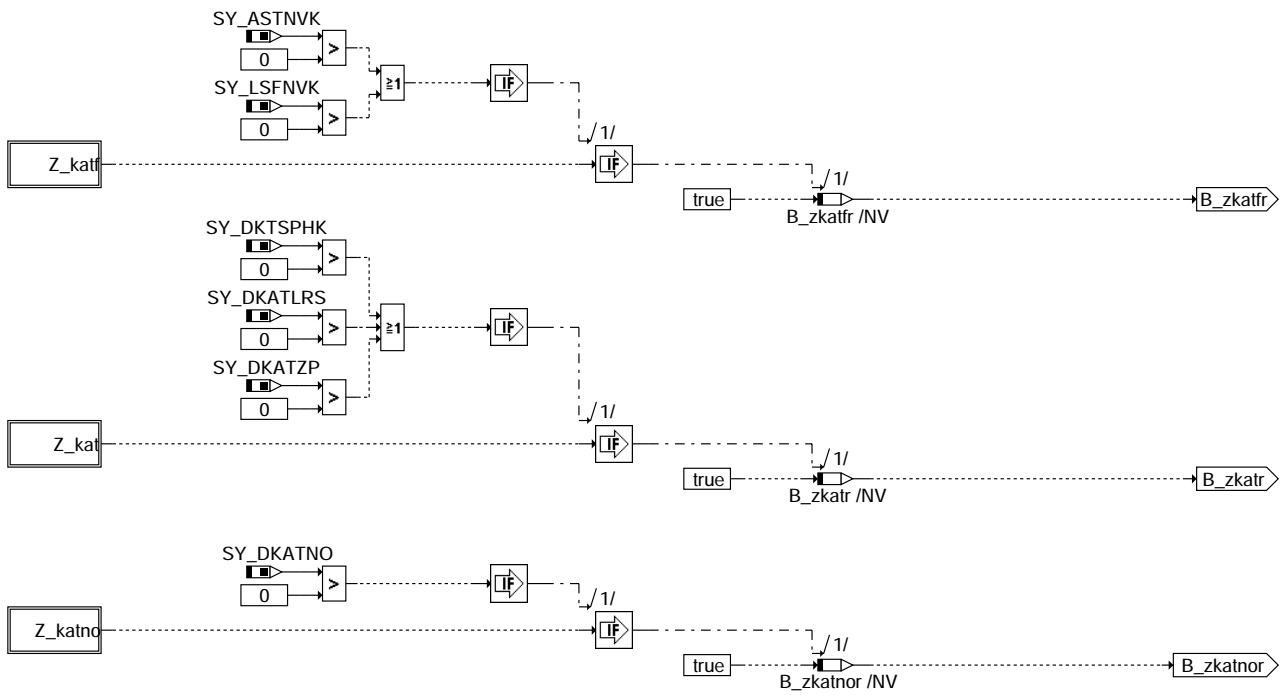 SY_ASTNVK
>
0
≧1
IF
SY_LSFNVK
>
0
/ 1/
Z_katf
IF
/ 1/
true
B_zkatfr /NV
B_zkatfr
SY_DKTSPHK
>
0
SY_DKATLRS
>
0
≧1
IF
SY_DKATZP
>
0
/ 1/
Z_kat
IF
/ 1/
true
B_zkatr /NV
B_zkatr
SY_DKATNO
>
0
IF
/ 1/
Z_katno
IF
/ 1/
true
B_zkatnor /NV
B_zkatnor